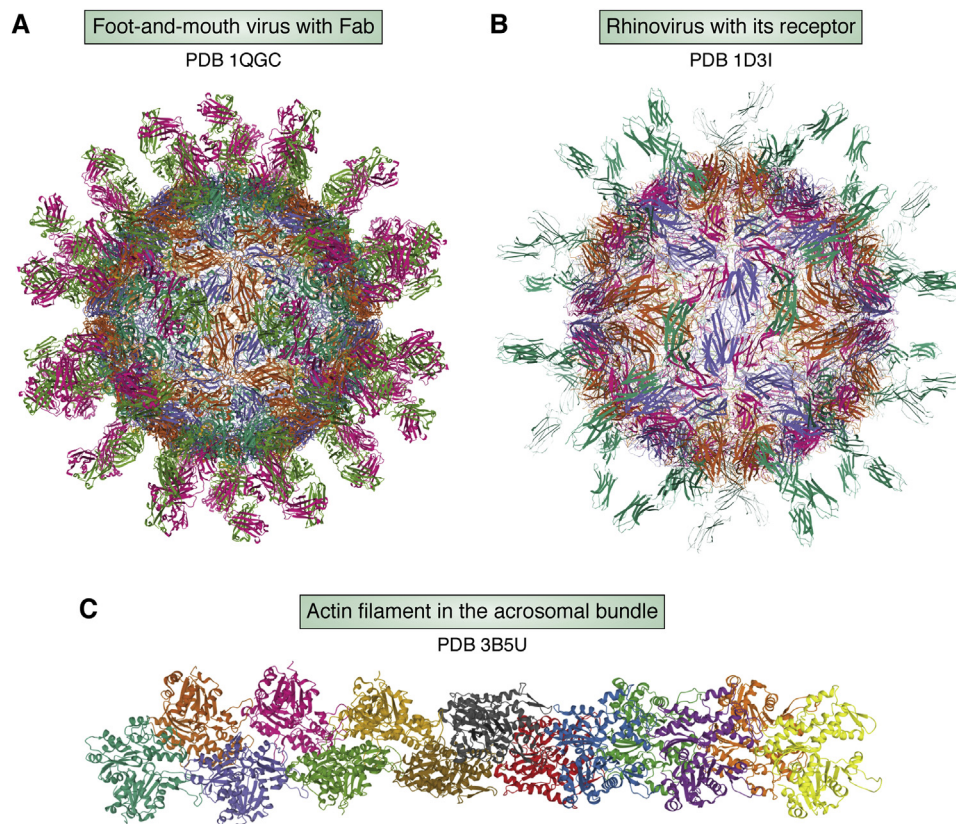 A
Foot-and-mouth virus with Fab
PDB 1QGC
B
Rhinovirus with its receptor
PDB 1D3I
C
Actin filament in the acrosomal bundle
PDB 3B5U